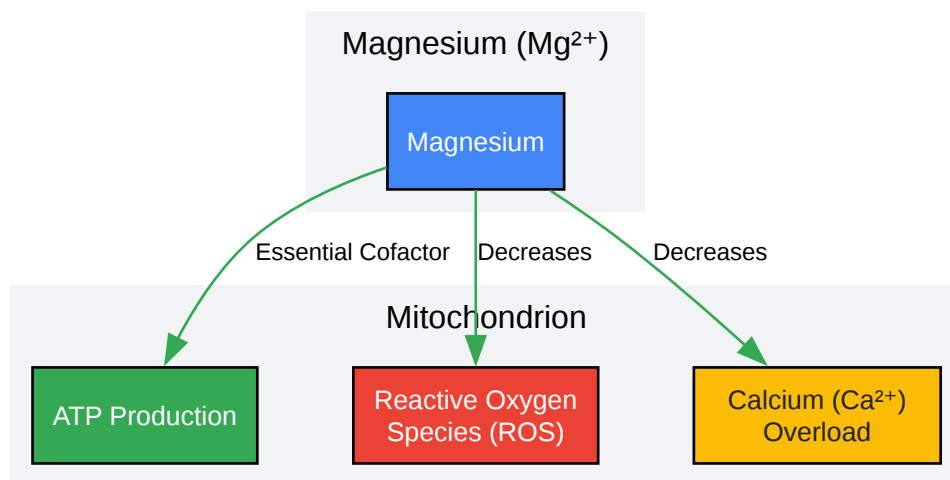 Magnesium (Mg²⁺)
Magnesium
Essential Cofactor
Decreases
Decreases
Mitochondrion
ATP Production
Reactive Oxygen
Species (ROS)
Calcium (Ca²⁺)
Overload